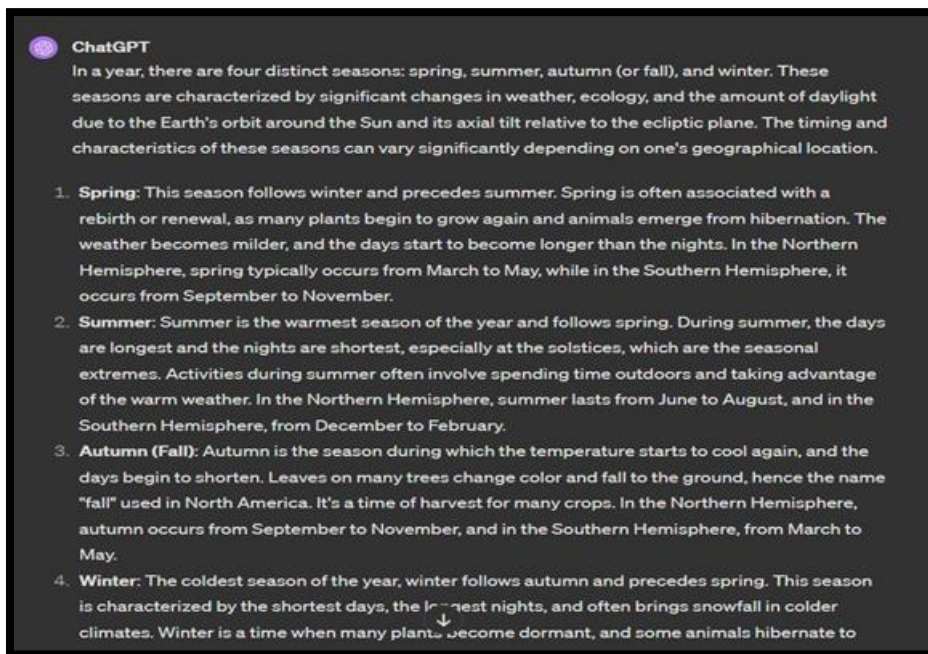 ChatGPT
In a year, there are four distinct seasons: spring, summer, autumn (or fall), and winter. These
seasons are characterized by significant changes in weather, ecology, and the amount of daylight
due to the Earth's orbit around the Sun and its axial tilt relative to the ecliptic plane. The timing and
characteristics of these seasons can vary significantly depending on one's geographical location.
1. Spring: This season follows winter and precedes summer. Spring is often associated with a
rebirth or renewal, as many plants begin to grow again and animals emerge from hibernation. The
weather becomes milder, and the days start to become longer than the nights. In the Northern
Hemisphere, spring typically occurs from March to May, while in the Southern Hemisphere, it
occurs from September to November.
2. Summer: Summer is the warmest season of the year and follows spring. During summer, the days
are longest and the nights are shortest, especially at the solstices, which are the seasonal
extremes. Activities during summer often involve spending time outdoors and taking advantage
of the warm weather. In the Northern Hemisphere, summer lasts from June to August, and in the
Southern Hemisphere, from December to February.
3. Autumn (Fall): Autumn is the season during which the temperature starts to cool again, and the
days begin to shorten. Leaves on many trees change color and fall to the ground, hence the name
"fall" used in North America. It's a time of harvest for many crops. In the Northern Hemisphere,
autumn occurs from September to November, and in the Southern Hemisphere, from March to
May.
4. Winter: The coldest season of the year, winter follows autumn and precedes spring. This season
is characterized by the shortest days, the longest nights, and often brings snowfall in colder
climates. Winter is a time when many plants become dormant, and some animals hibernate to